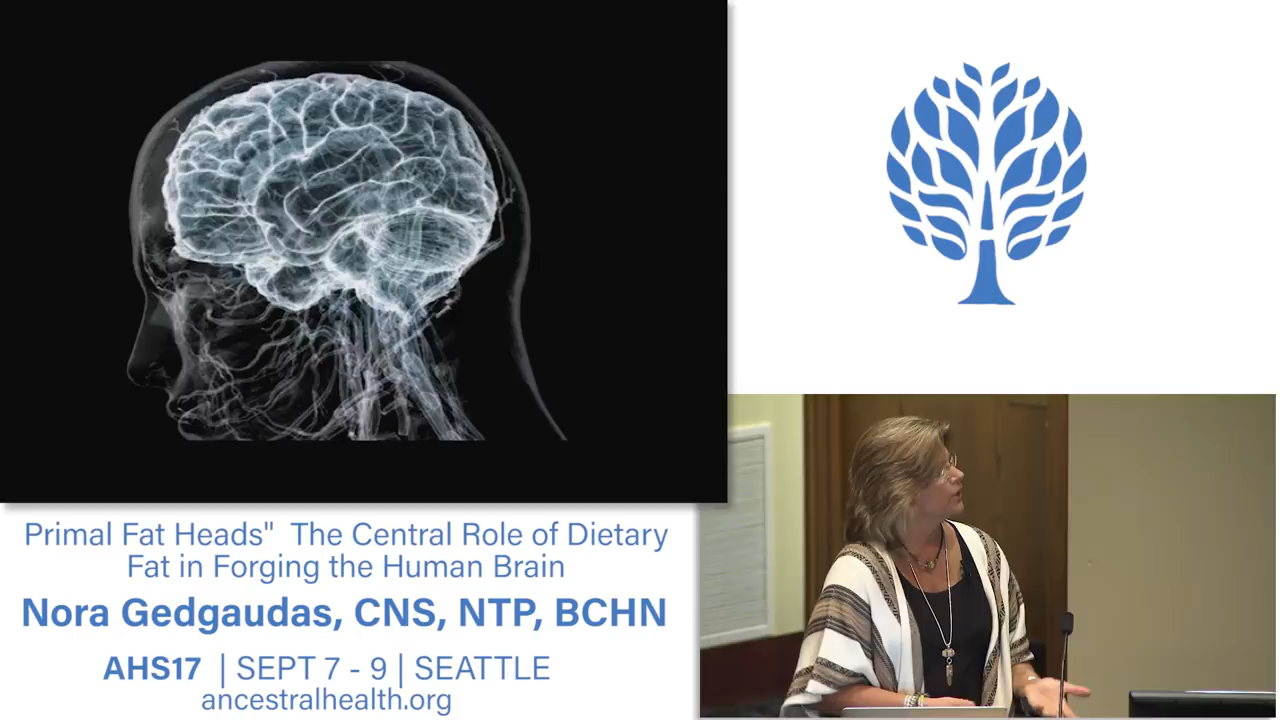 Primal Fat Heads" The Central Role of Dietary
Fat in Forging the Human Brain
Nora Gedgaudas, CNS, NTP, BCHN
AHS17 | SEPT 7 - 9 | SEATTLE
ancestralhealth.org